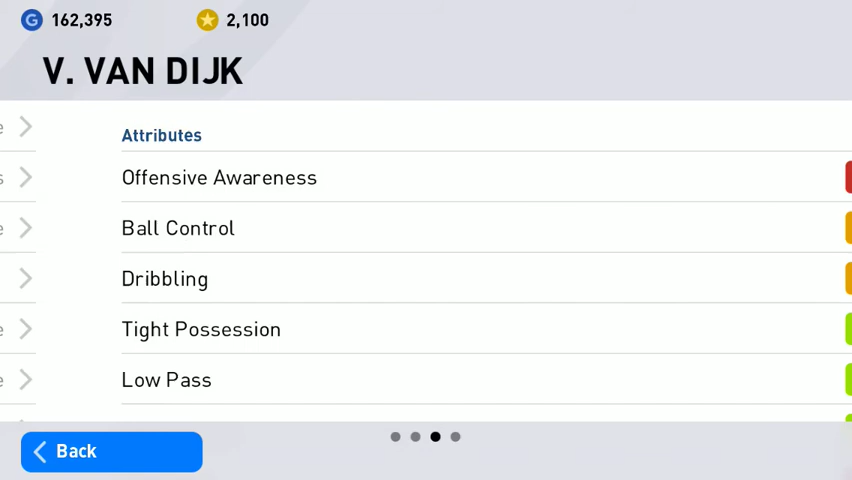 G 162,395 2,100
V. VAN DIJK
Attributes
Offensive Awareness
Ball Control
Dribbling
Tight Possession
Low Pass
Back